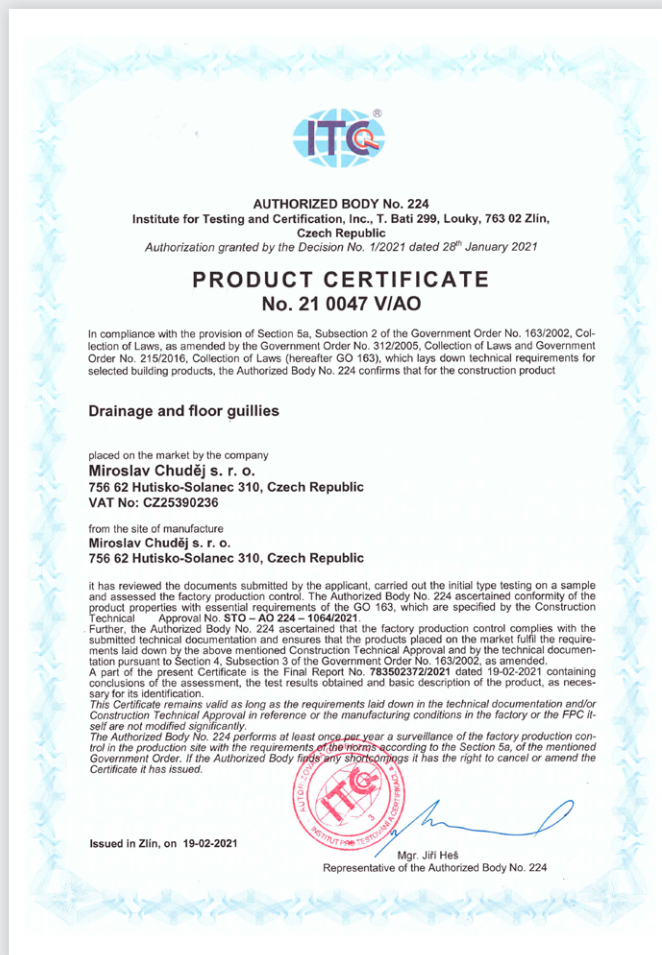 ITC®
AUTHORIZED BODY No. 224
Institute for Testing and Certification, Inc., T. Bati 299, Louky, 763 02 Zlín,
Czech Republic
Authorization granted by the Decision No. 1/2021 dated 28th January 2021
PRODUCT CERTIFICATE
No. 21 0047 V/AO
In compliance with the provision of Section 5a, Subsection 2 of the Government Order No. 163/2002, Col-
lection of Laws, as amended by the Government Order No. 312/2005, Collection of Laws and Government
Order No. 215/2016, Collection of Laws (hereafter GO 163), which lays down technical requirements for
selected building products, the Authorized Body No. 224 confirms that for the construction product
Drainage and floor guillies
placed on the market by the company
Miroslav Chuděj s. r. o.
756 62 Hutisko-Solanec 310, Czech Republic
VAT No: CZ25390236
from the site of manufacture
Miroslav Chuděj s. r. o.
756 62 Hutisko-Solanec 310, Czech Republic
it has reviewed the documents submitted by the applicant, carried out the initial type testing on a sample
and assessed the factory production control. The Authorized Body No. 224 ascertained conformity of the
product properties with essential requirements of the GO 163, which are specified by the Construction
Technical Approval No. STO – AO 224 – 1064/2021.
Further, the Authorized Body No. 224 ascertained that the factory production control complies with the
submitted technical documentation and ensures that the products placed on the market fulfil the require-
ments laid down by the above mentioned Construction Technical Approval and by the technical documen-
tation pursuant to Section 4, Subsection 3 of the Government Order No. 163/2002, as amended.
A part of the present Certificate is the Final Report No. 783502372/2021 dated 19-02-2021 containing
conclusions of the assessment, the test results obtained and basic description of the product, as neces-
sary for its identification.
This Certificate remains valid as long as the requirements laid down in the technical documentation and/or
Construction Technical Approval in reference or the manufacturing conditions in the factory or the FPC it-
self are not modified significantly.
The Authorized Body No. 224 performs at least once per year a surveillance of the factory production con-
trol in the production site with the requirements of the norms according to the Section 5a, of the mentioned
Government Order. If the Authorized Body finds any shortcomings it has the right to cancel or amend the
Certificate it has issued.
ITC
3
INSTITUT PRO TESTOVÁNÍ A CERTIFIKACI
Issued in Zlín, on 19-02-2021
Mgr. Jiří Heš
Representative of the Authorized Body No. 224